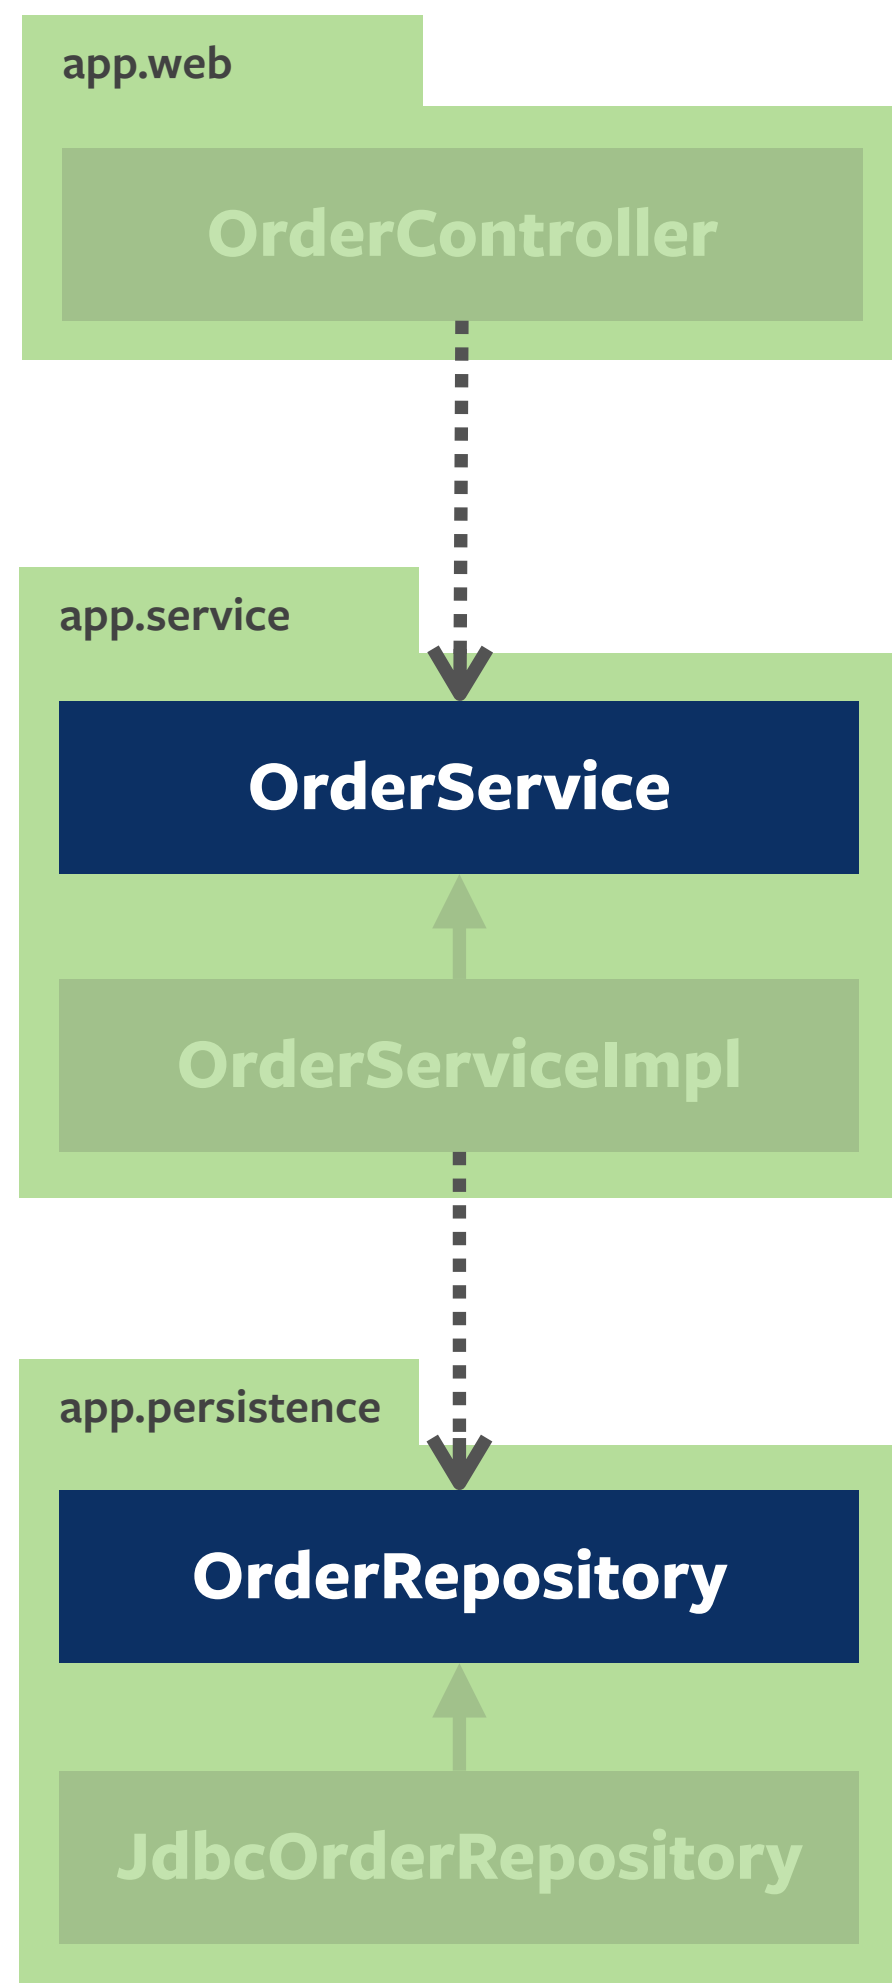 app.web
OrderController
app.service
OrderService
OrderServiceImpl
app.persistence
OrderRepository
JdbcOrderRepository